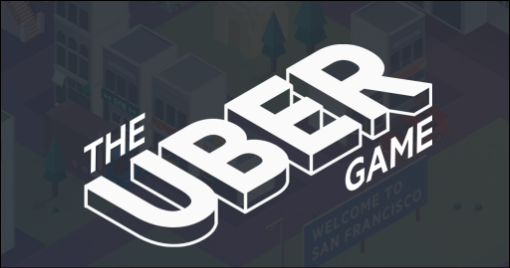 THE
UBER
GAME
WELCOME TO
SAN FRANCISCO